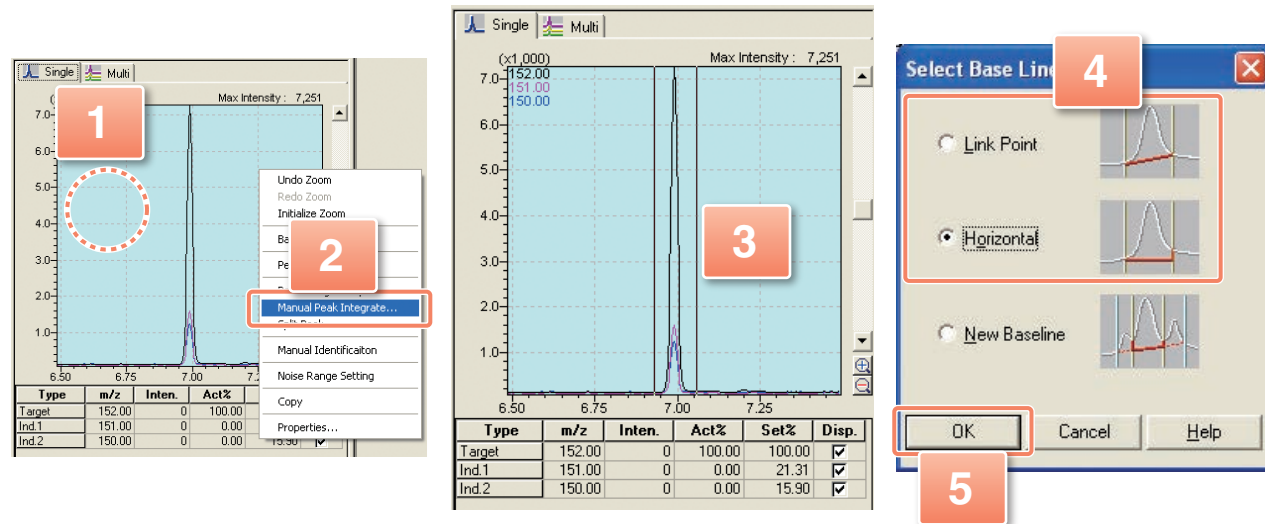 Single Multi
Max Intensity : 7,251
1
7.0
6.0
5.0
4.0
3.0
2.0
1.0
6.50 6.75 7.00
Undo Zoom
Redo Zoom
Initialize Zoom
2
Manual Peak Integrate...
Manual Identificaiton
Noise Range Setting
Copy
Properties...
Type m/z Inten. Act%
Target 152.00 0 100.00
Ind.1 151.00 0 0.00
Ind.2 150.00 0 0.00 15.90
Single Multi
(x1,000) Max Intensity : 7,251
7.0 152.00
151.00
150.00
6.0
5.0
4.0
3
3.0
2.0
1.0
6.50 6.75 7.00 7.25
Type m/z Inten. Act% Set% Disp.
Target 152.00 0 100.00 100.00
Ind.1 151.00 0 0.00 21.31
Ind.2 150.00 0 0.00 15.90
Select Base
4
Link Point
Horizontal
New Baseline
OK Cancel Help
5